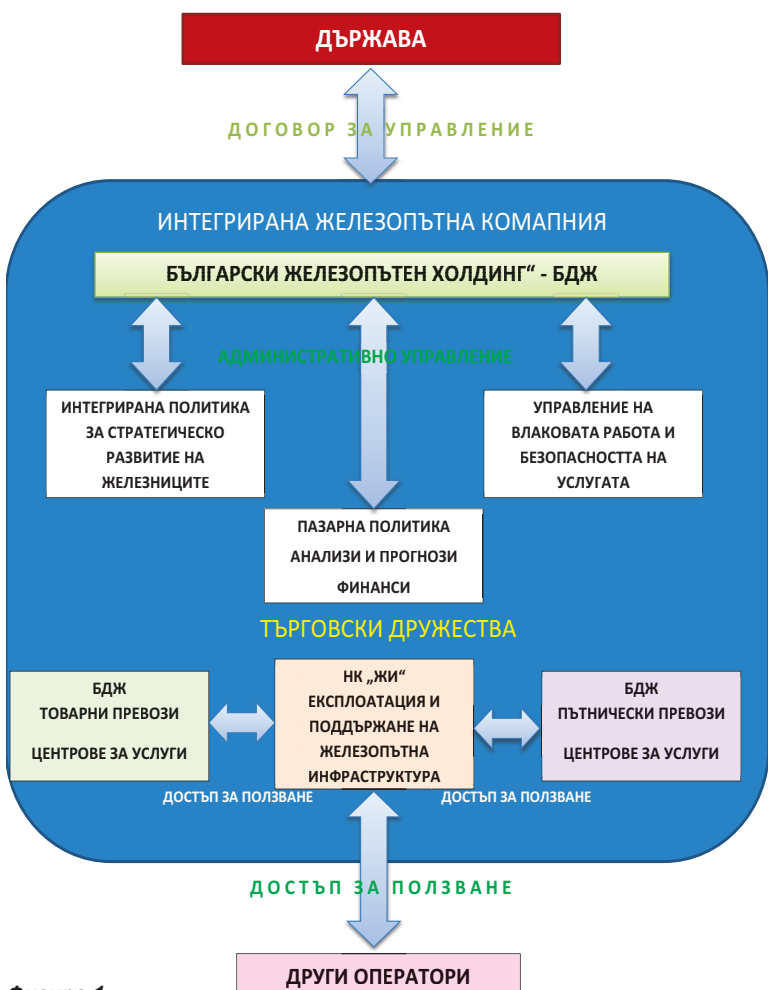 ДЪРЖАВА
ДОГОВОР ЗА УПРАВЛЕНИЕ
ИНТЕГРИРАНА ЖЕЛЕЗОПЪТНА КОМАПНИЯ
БЪЛГАРСКИ ЖЕЛЕЗОПЪТЕН ХОЛДИНГ“ - БДЖ
АДМИНИСТРАТИВНО УПРАВЛЕНИЕ
ИНТЕГРИРАНА ПОЛИТИКА
ЗА СТРАТЕГИЧЕСКО
РАЗВИТИЕ НА
ЖЕЛЕЗНИЦИТЕ
УПРАВЛЕНИЕ НА
ВЛАКОВАТА РАБОТА И
БЕЗОПАСНОСТТА НА
УСЛУГАТА
ПАЗАРНА ПОЛИТИКА
АНАЛИЗИ И ПРОГНОЗИ
ФИНАНСИ
ТЪРГОВСКИ ДРУЖЕСТВА
БДЖ
ТОВАРНИ ПРЕВОЗИ
ЦЕНТРОВЕ ЗА УСЛУГИ
НК „ЖИ“
ЕКСПЛОАТАЦИЯ И
ПОДДЪРЖАНЕ НА
ЖЕЛЕЗОПЪТНА
ИНФРАСТРУКТУРА
БДЖ
ПЪТНИЧЕСКИ ПРЕВОЗИ
ЦЕНТРОВЕ ЗА УСЛУГИ
ДОСТЪП ЗА ПОЛЗВАНЕ
ДОСТЪП ЗА ПОЛЗВАНЕ
ДОСТЪП ЗА ПОЛЗВАНЕ
ДРУГИ ОПЕРАТОРИ